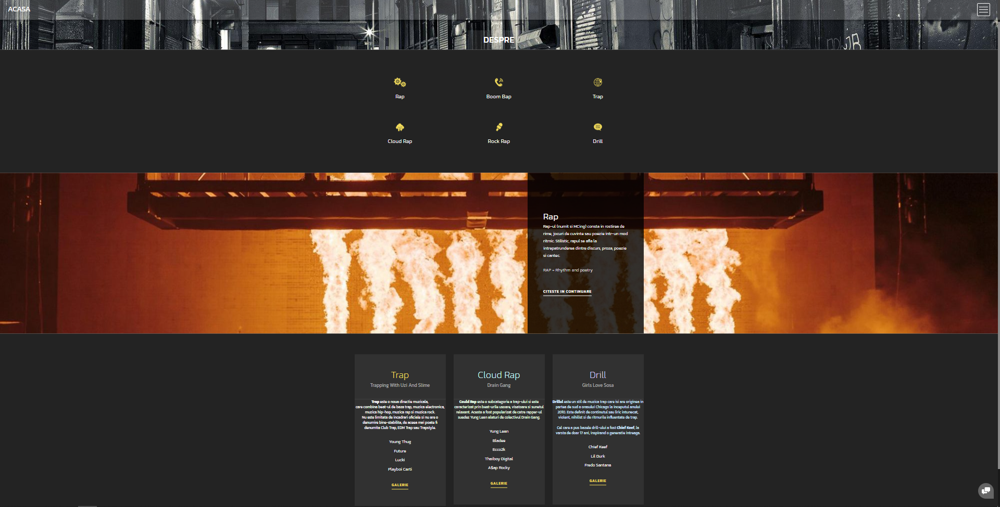 ACASA
DESPRE
Rap
Boom Bap
Trap
Cloud Rap
Rock Rap
Drill
Rap
Rap-ul (numit si MCing) consta in rostirea de
rime, jocuri de cuvinte sau poezie intr-un mod
ritmic. Stilistic, rapul se afla la
intrepatrunderea dintre discurs, proza, poezie
si cantec.
RAP = Rhythm and poetry
CITESTE IN CONTINUARE
Trap
Trapping With Uzi And Slime
Trap este o noua directie muzicala,
care combina beat-ul de baza trap, muzica electronica,
muzica hip-hop, muzica rap si muzica rock.
Nu este limitata de incadrari oficiale si nu are o
denumire bine-stabilita, de aceea mai poate fi
denumita Club Trap, EDM Trap sau Trapstyle.
Young Thug
Future
Lucki
Playboi Carti
GALERIE
Cloud Rap
Drain Gang
Could Rap este o subcategorie a trap-ului si este
caracterizat prin beat-urile usoare, visatoare si sunetul
relaxant. Acesta a fost popularizat de catre rapper-ul
suedez Yung Lean alaturi de colectivul Drain Gang.
Yung Lean
Bladee
Ecco2k
Thaiboy Digital
A$ap Rocky
GALERIE
Drill
Girls Love Sosa
Drillul este un stil de muzica trap care isi are originea in
partea de sud a orasului Chicago la inceputul anului
2010. Este definit de continutul sau liric intunecat,
violent, nihilist si de ritmurile influentate de trap.
Cel care a pus bazele drill-ului a fost Chief Keef, la
varsta de doar 17 ani, inspirand o generatie intreaga.
Chief Keef
Lil Durk
Fredo Santana
GALERIE